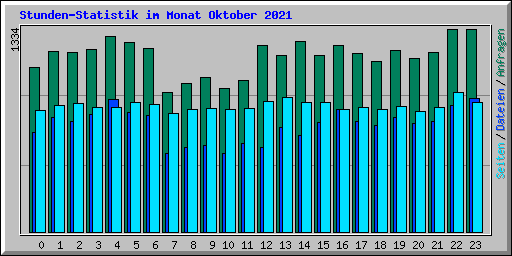 Stunden-Statistik im Monat Oktober 2021
1334
Seiten / Dateien / Anfragen
0 1 2 3 4 5 6 7 8 9 10 11 12 13 14 15 16 17 18 19 20 21 22 23